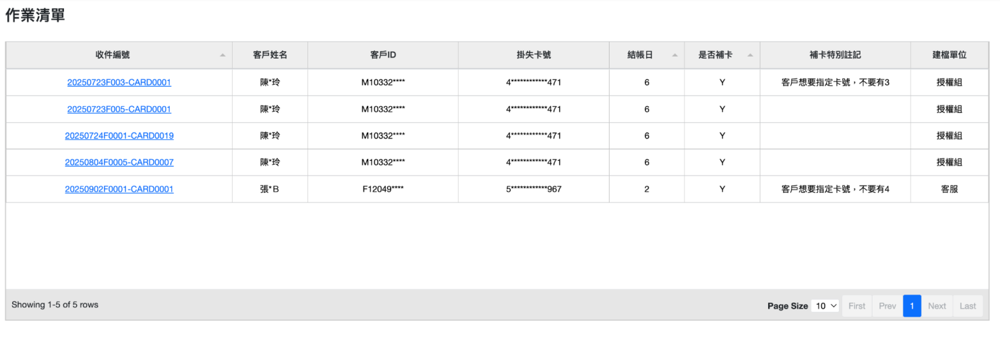 作業清單
收件編號 客戶姓名 客戶ID 掛失卡號 結帳日 是否補卡 補卡特別註記 建檔單位
20250723F003-CARD0001 陳*玲 M10332**** 4************471 6 Y 客戶想要指定卡號，不要有3 授權組
20250723F005-CARD0001 陳*玲 M10332**** 4************471 6 Y 授權組
20250724F0001-CARD0019 陳*玲 M10332**** 4************471 6 Y 授權組
20250804F0005-CARD0007 陳*玲 M10332**** 4************471 6 Y 授權組
20250902F0001-CARD0001 張*B F12049**** 5************967 2 Y 客戶想要指定卡號，不要有4 客服
Showing 1-5 of 5 rows Page Size 10 First Prev 1 Next Last